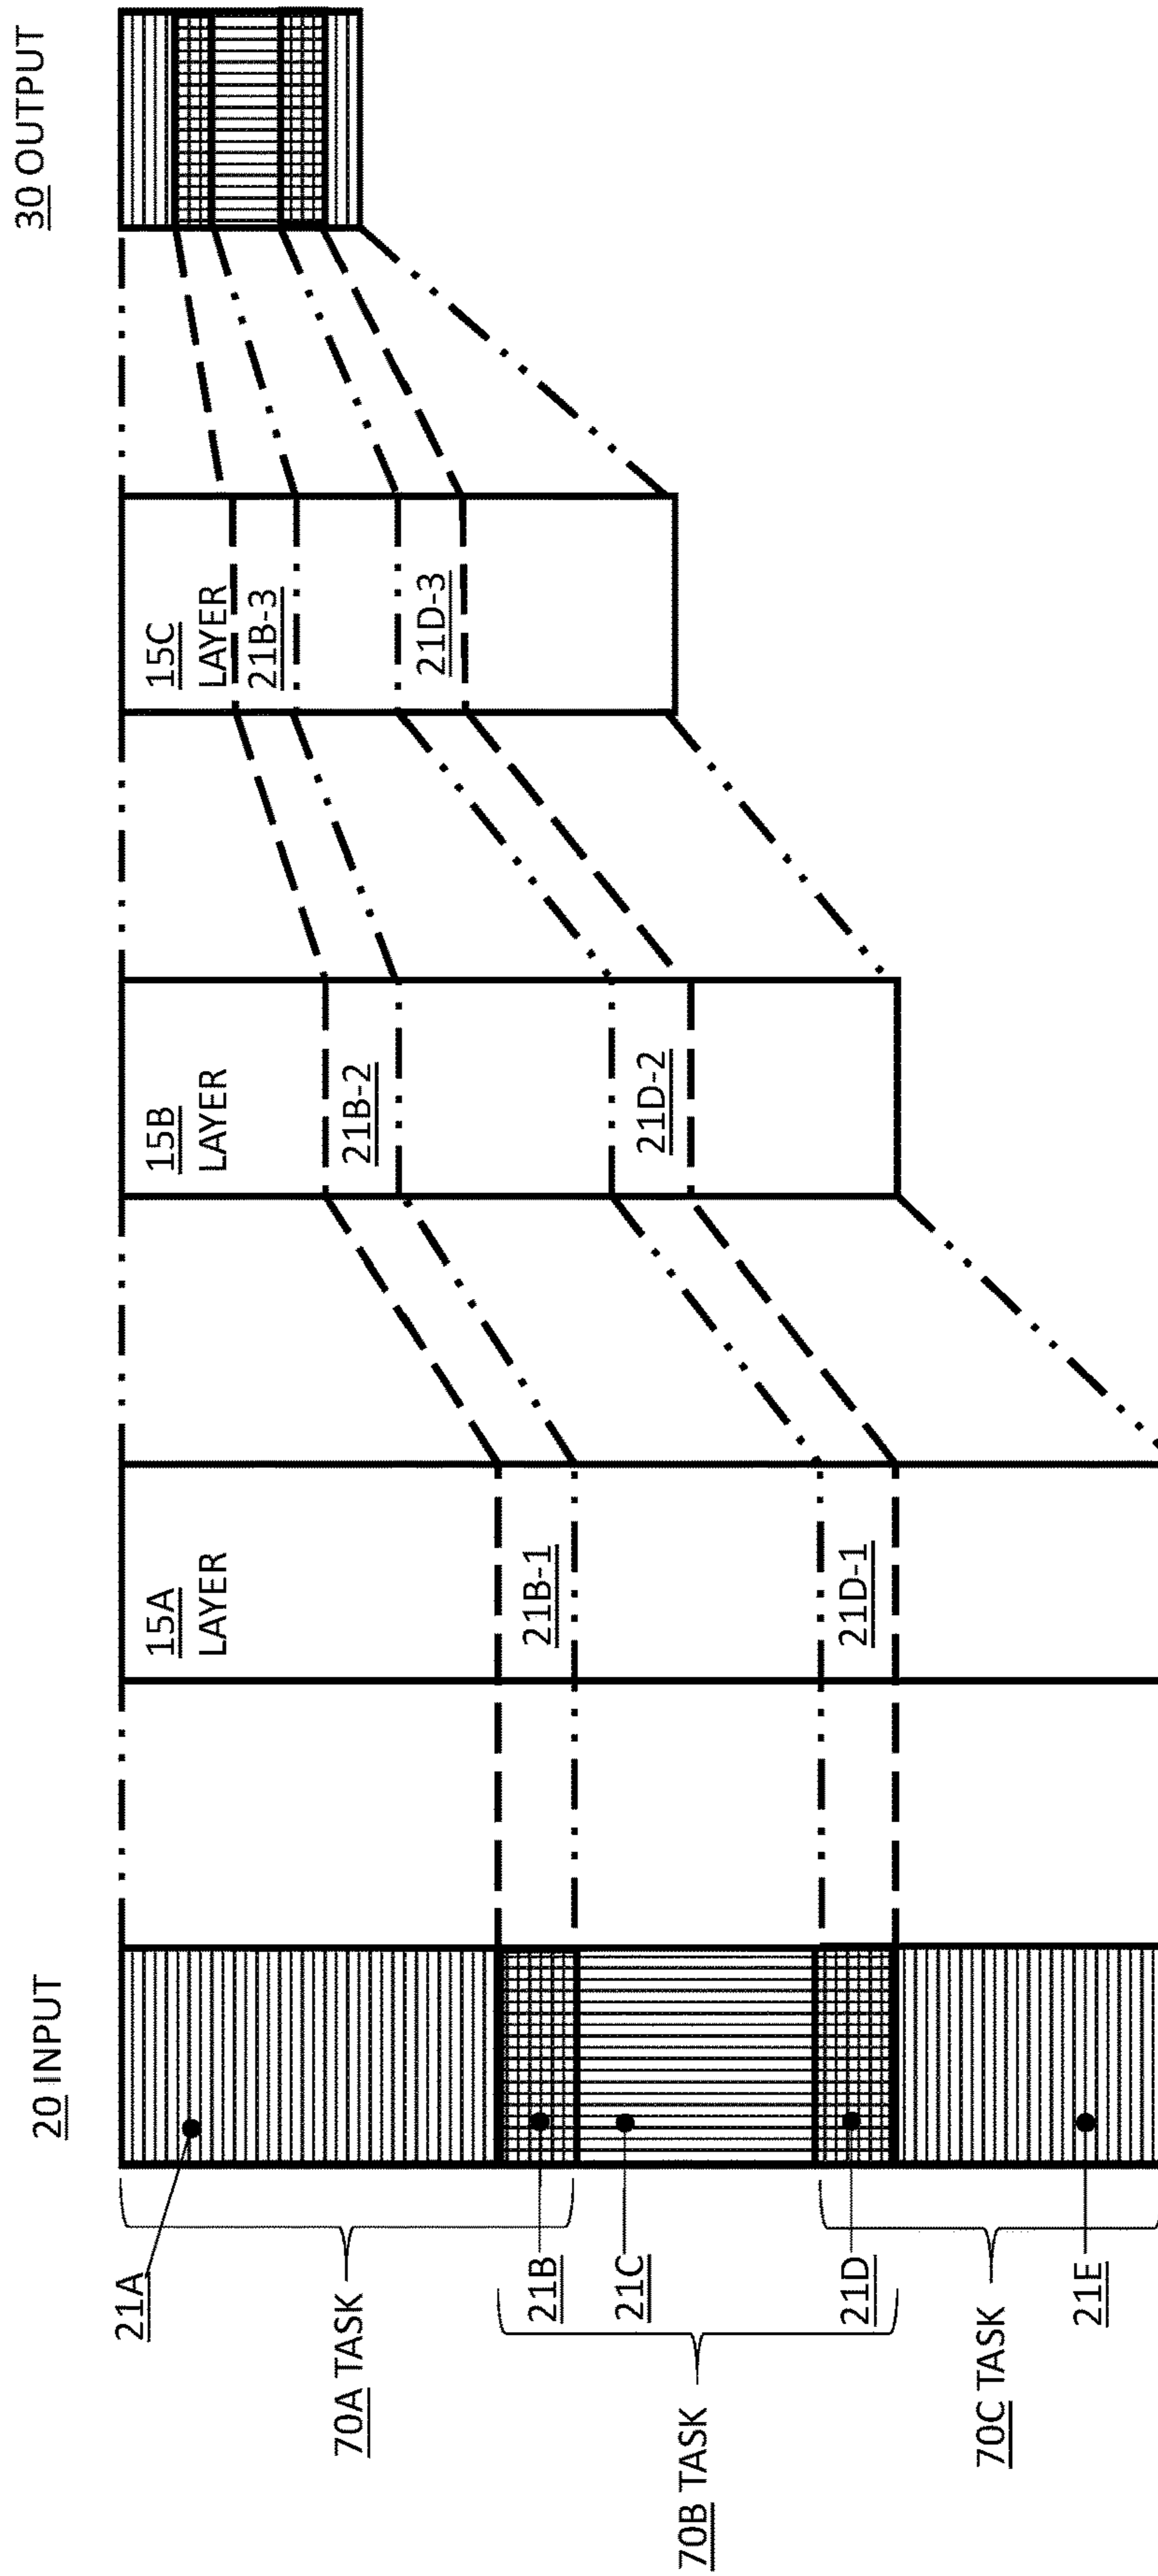 20 INPUT
30 OUTPUT
15A
LAYER
15B
LAYER
15C
LAYER
21B-1
21D-1
21B-2
21D-2
21B-3
21D-3
21A
70A TASK
21B
21C
70B TASK
21D
70C TASK
21E